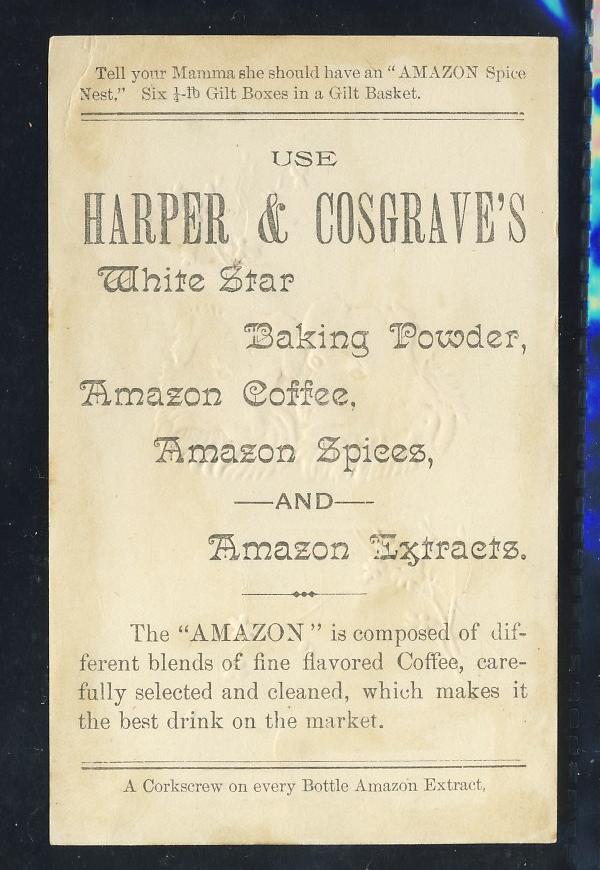 Tell your Mamma she should have an "AMAZON Spice
Nest," Six ¼-lb Gilt Boxes in a Gilt Basket.
USE
HARPER & COSGRAVE'S
White Star
Baking Powder,
Amazon Coffee,
Amazon Spices,
—AND—
Amazon Extracts.
The "AMAZON" is composed of dif-
ferent blends of fine flavored Coffee, care-
fully selected and cleaned, which makes it
the best drink on the market.
A Corkscrew on every Bottle Amazon Extract,